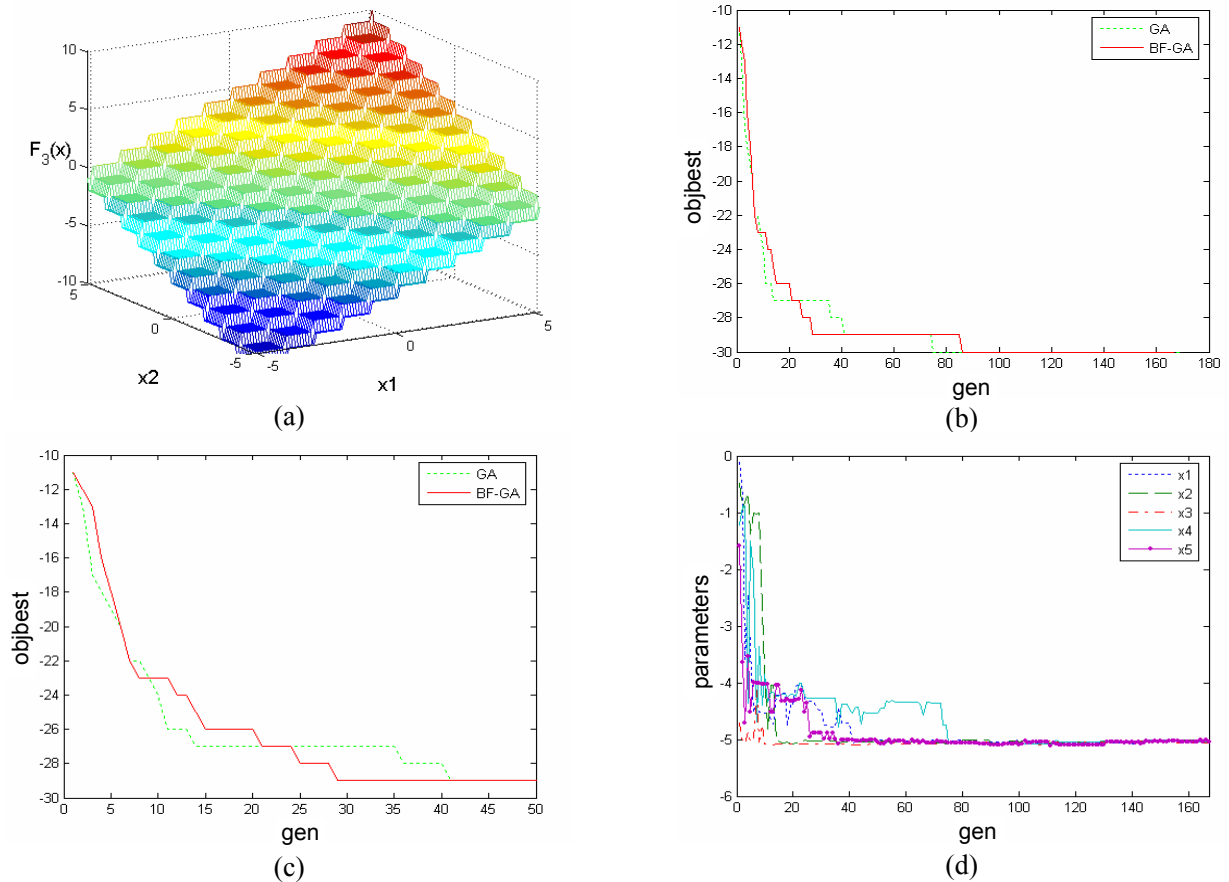 10
5
F3(x)
0
-5
-10
5
0
-5
x2
-5
0
5
x1
(a)
-10
-12
-14
-16
-18
-20
-22
-24
-26
-28
-30
objbest
GA
BF-GA
0 20 40 60 80 100 120 140 160 180
gen
(b)
-10
-12
-14
-16
-18
-20
-22
-24
-26
-28
-30
objbest
GA
BF-GA
0 5 10 15 20 25 30 35 40 45 50
gen
(c)
0
-1
-2
-3
-4
-5
-6
parameters
x1
x2
x3
x4
x5
0 20 40 60 80 100 120 140 160
gen
(d)